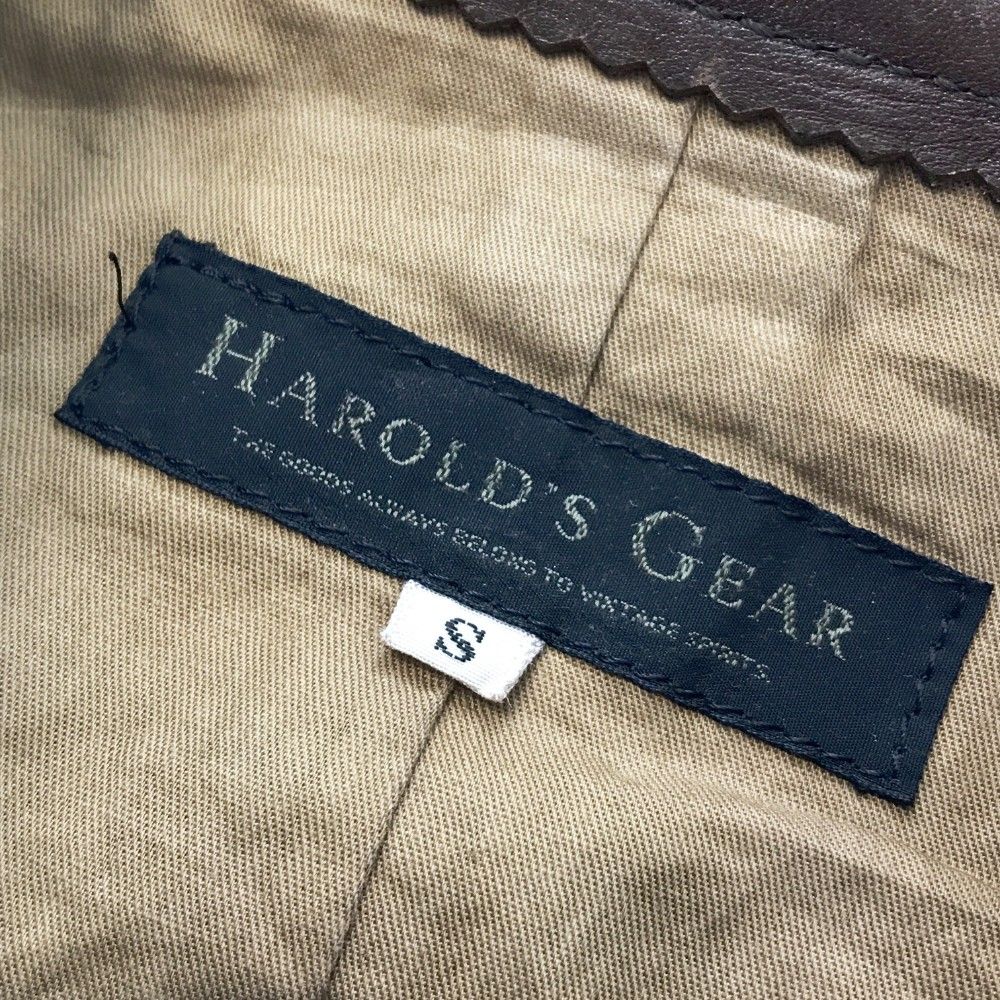 HAROLD'S GEAR
THE GOODS ALWAYS BELONG TO VINTAGE SPIRITS.
S